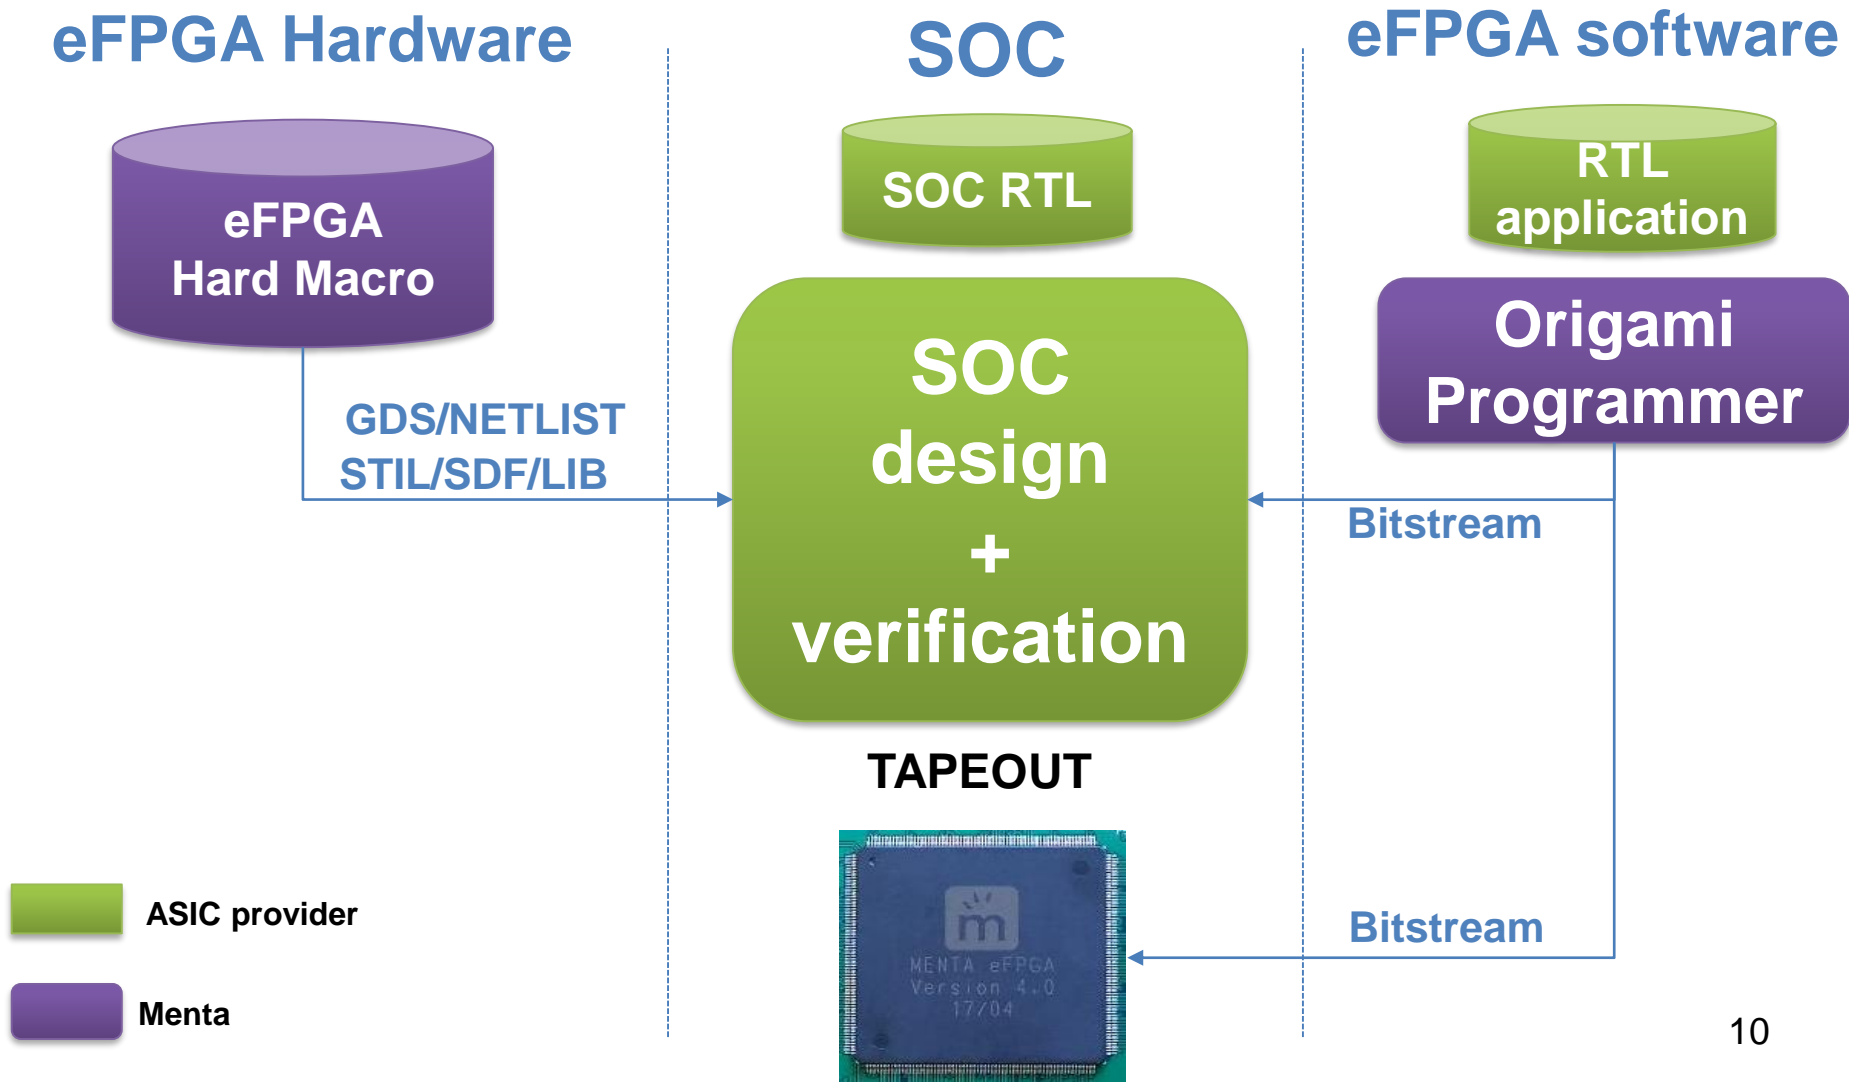 eFPGA Hardware
SOC
eFPGA software
eFPGA
Hard Macro
SOC RTL
RTL
application
Origami
Programmer
GDS/NETLIST
STIL/SDF/LIB
SOC
design
+
verification
Bitstream
TAPEOUT
m
MENTA eFPGA
Version 4.0
17/04
Bitstream
ASIC provider
Menta
10